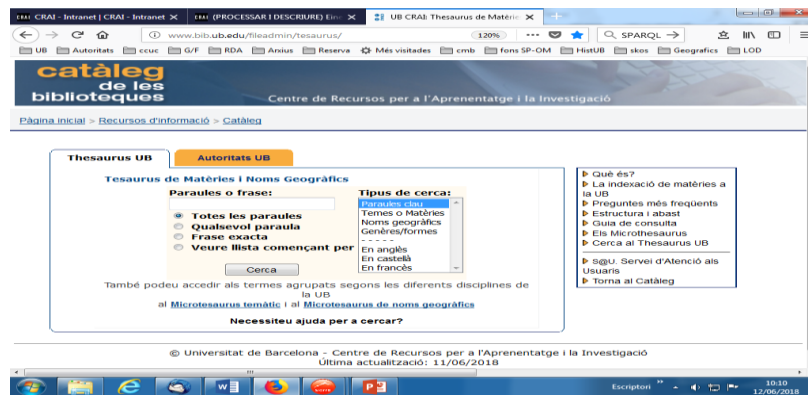 CRAI - Intranet | CRAI - Intranet
(PROCESSAR I DESCRIURE) Ein
UB CRAI: Thesaurus de Matèrie
www.bib.ub.edu/fileadmin/tesaurus/
120%
SPARQL →
UB Autoritats ccuc G/F RDA Arxius Reserva Més visitades cmb fons SP-OM HistUB skos Geografics LOD
catàleg
de les
biblioteques
Centre de Recursos per a l'Aprenentatge i la Investigació
Pàgina inicial > Recursos d'informació > Catàleg
Thesaurus UB
Autoritats UB
Tesaurus de Matèries i Noms Geogràfics
Paraules o frase:
Totes les paraules
Qualsevol paraula
Frase exacta
Veure llista començant per
Tipus de cerca:
Paraules clau
Temes o Matèries
Noms geogràfics
Genères/formes
- - - - -
En anglès
En castellà
En francès
Cerca
També podeu accedir als termes agrupats segons les diferents disciplines de
la UB
al Microtesaurus temàtic i al Microtesaurus de noms geogràfics
Necessiteu ajuda per a cercar?
Què és?
La indexació de matèries a
la UB
Preguntes més freqüents
Estructura i abast
Guia de consulta
Els Microthesaurus
Cerca al Thesaurus UB
S@U. Servei d'Atenció als
Usuaris
Torna al Catàleg
© Universitat de Barcelona - Centre de Recursos per a l'Aprenentatge i la Investigació
Última actualització: 11/06/2018
Escriptori
10:10
12/06/2018